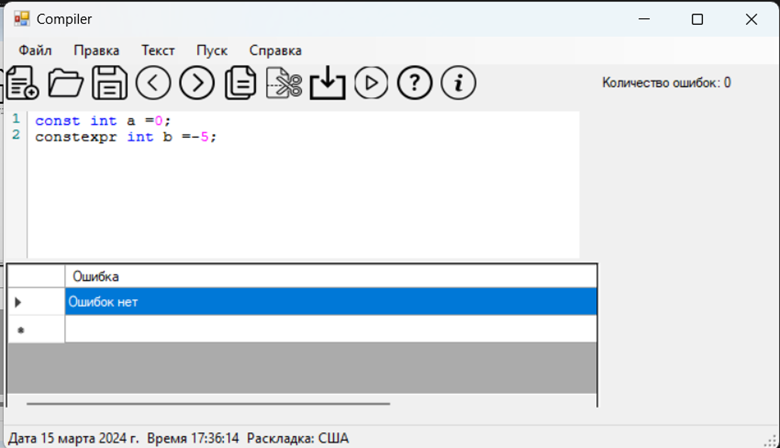 Compiler
Файл Правка Текст Пуск Справка
Количество ошибок: 0
1 const int a =0;
2 constexpr int b =-5;
Ошибка
Ошибок нет
Дата 15 марта 2024 г. Время 17:36:14 Раскладка: США